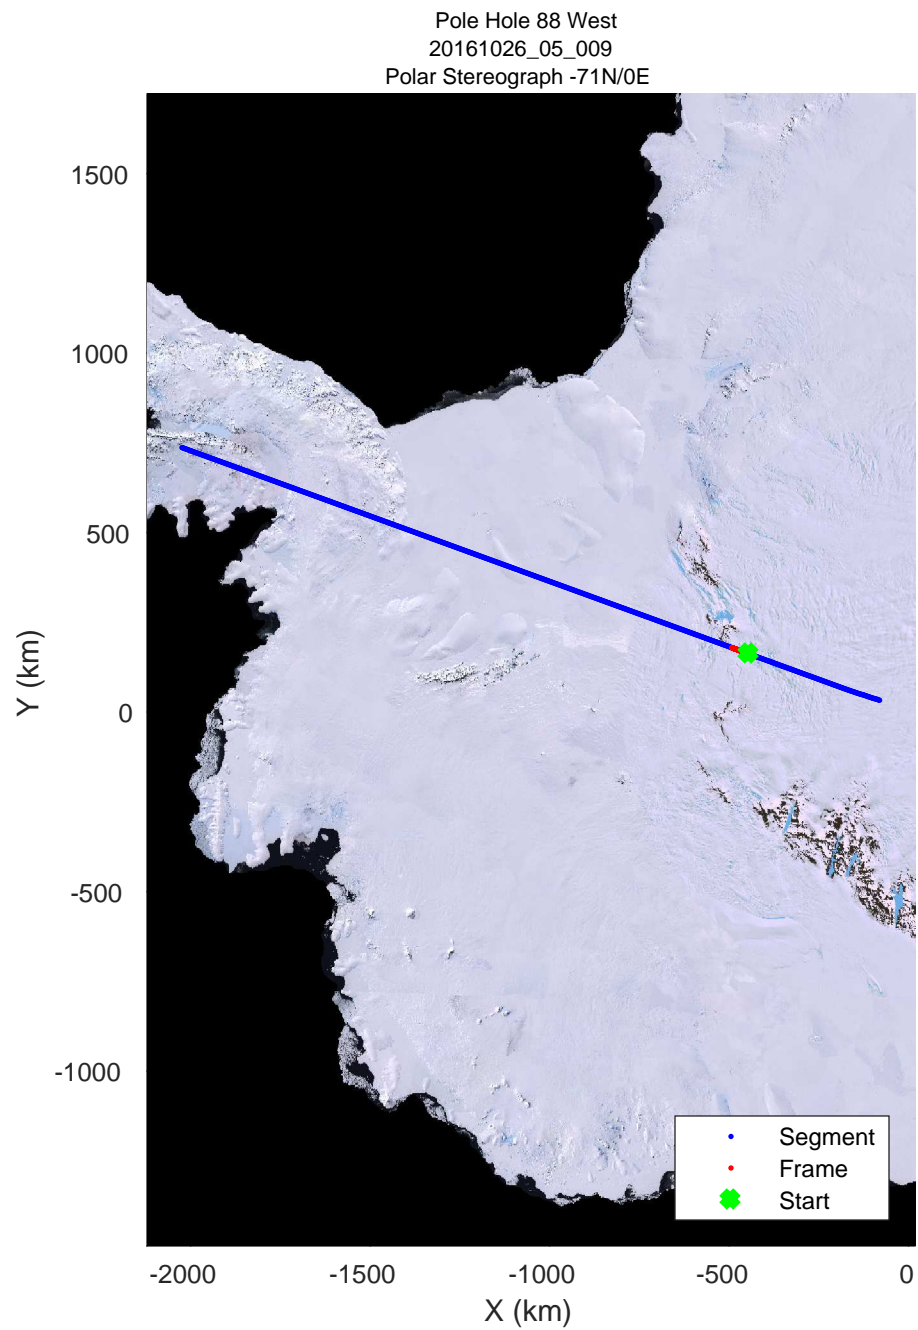 Pole Hole 88 West
20161026_05_009
Polar Stereograph -71N/0E
1500
1000
500
0
-500
-1000
Y (km)
-2000
-1500
-1000
-500
0
X (km)
Segment
Frame
Start